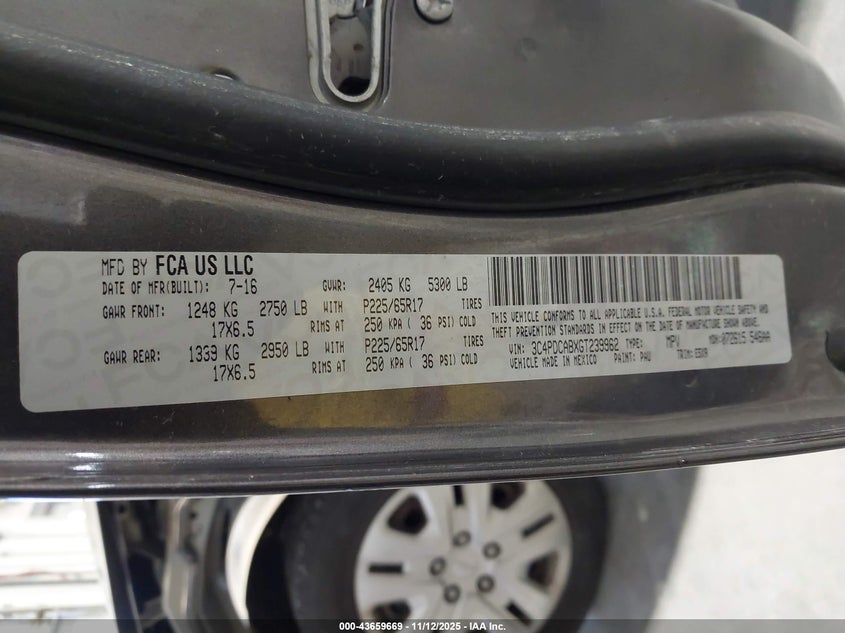 MFD BY FCA US LLC
DATE OF MFR(BUILT): 7-16 GVWR: 2405 KG 5300 LB
GAWR FRONT: 1248 KG 2750 LB WITH P225/65R17 TIRES
17X6.5 RIMS AT 250 KPA ( 36 PSI) COLD
GAWR REAR: 1339 KG 2950 LB WITH P225/65R17 TIRES
17X6.5 RIMS AT 250 KPA ( 36 PSI) COLD
THIS VEHICLE CONFORMS TO ALL APPLICABLE U.S.A. FEDERAL MOTOR VEHICLE SAFETY AND
THEFT PREVENTION STANDARDS IN EFFECT ON THE DATE OF MANUFACTURE SHOWN ABOVE.
VIN: 3C4PDCABXGT239962 TYPE: MPV MDH: 072615 546AA
VEHICLE MADE IN MEXICO PAINT: PAU TRIM:
000-43659669 - 11/12/2025 - IAA Inc.